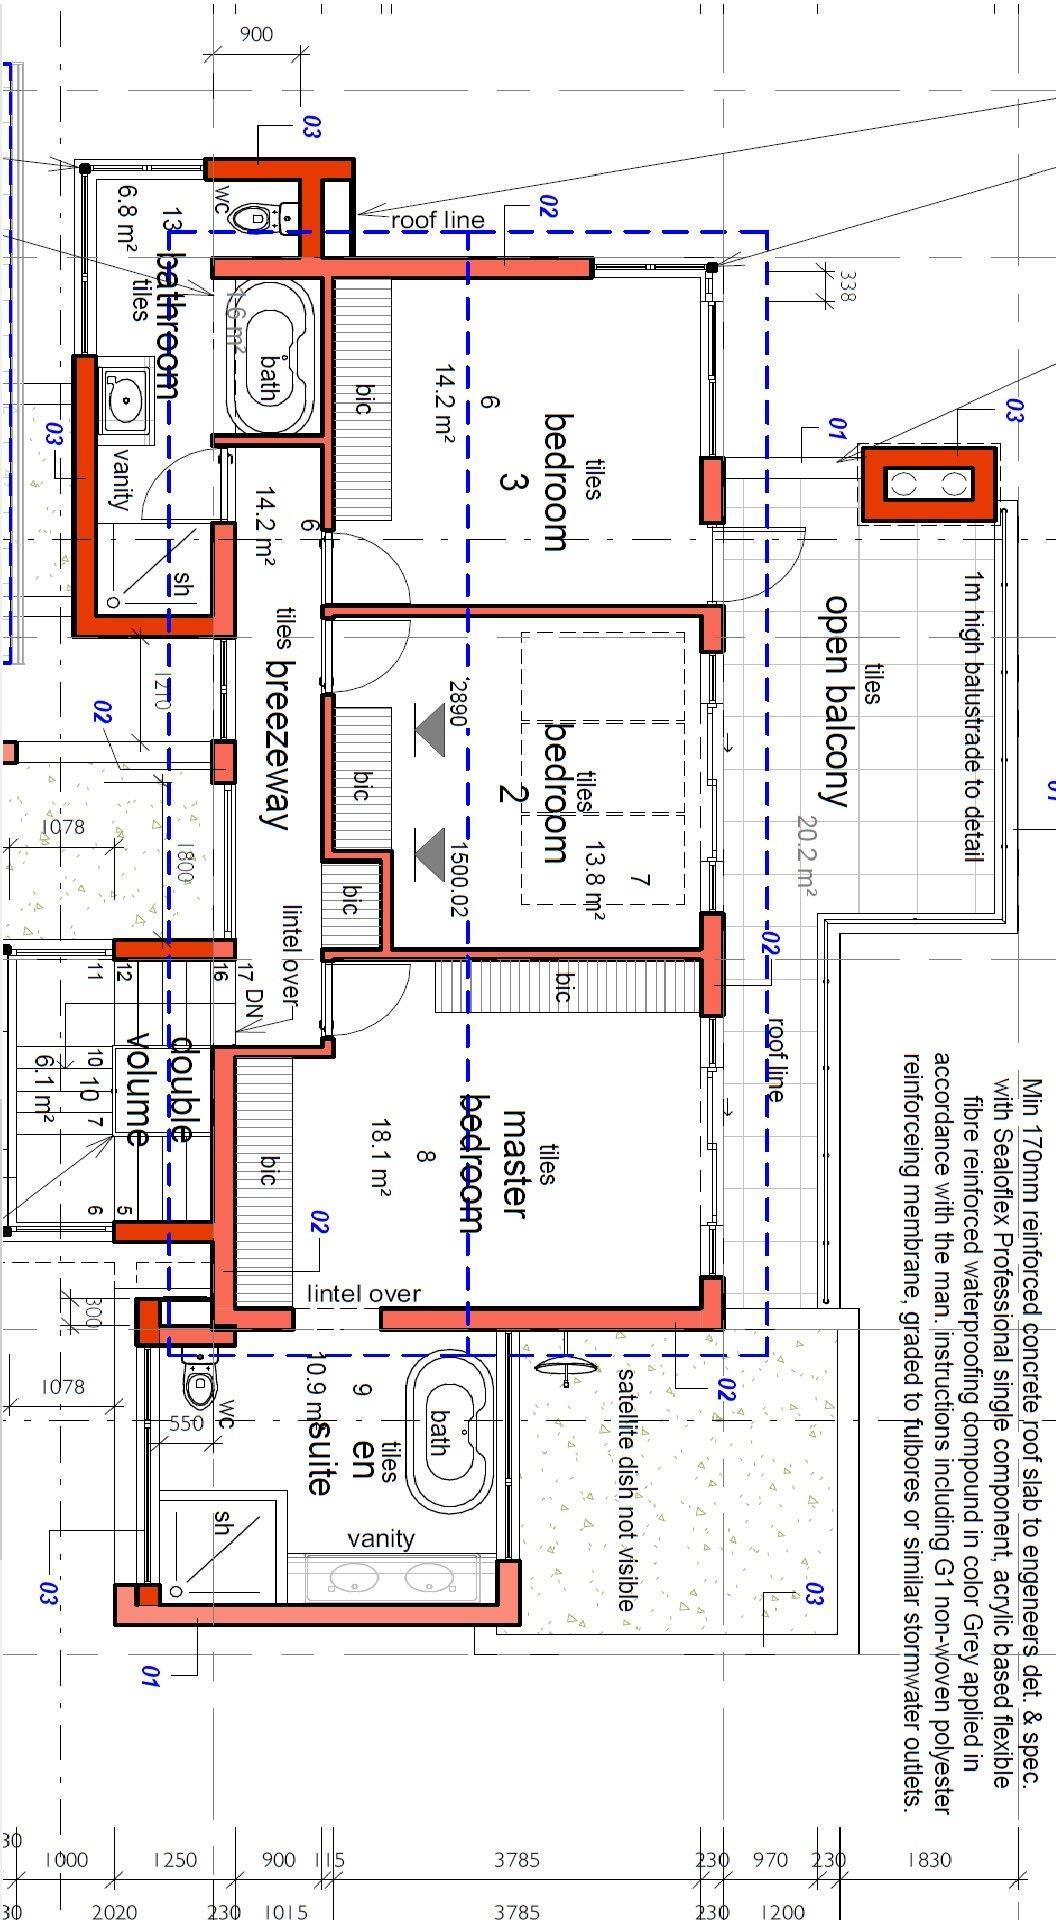 900
03
02
roof line
338
wc
13
6.8 m²
bathroom
tiles
1.6 m²
bath
bic
6
14.2 m²
tiles
bedroom
3
01
03
03
vanity
14.2 m²
6
sh
1m high balustrade to detail
tiles
open balcony
20.2 m²
tiles
breezeway
1210
02
2890
tiles
bedroom
2
13.8 m²
7
bic
1078
1800
1500.02
bic
lintel over
02
11
12
16
17
DN
bic
roof line
double
volume
10
10
7
6.1 m²
6
5
tiles
master
bedroom
8
18.1 m²
bic
02
lintel over
300
1078
wc
550
10.9 m²
9
tiles
en
suite
bath
vanity
sh
02
satellite dish not visible
03
03
01
Min 170mm reinforced concrete roof slab to engeneers det. & spec.
with Sealoflex Professional single component, acrylic based flexible
fibre reinforced waterproofing compound in color Grey applied in
accordance with the man. instructions including G1 non-woven polyester
reinforceing membrane, graded to fulbores or similar stormwater outlets.
1000 1250 900 115 3785 230 970 230 1830
2020 230 1015 3785 230 1200